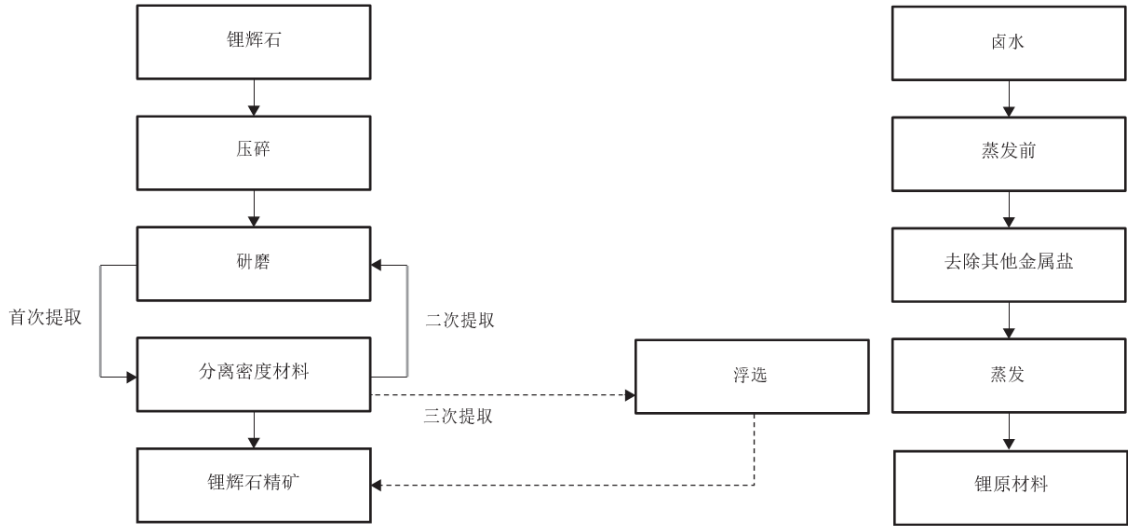 锂辉石
压碎
研磨
首次提取
二次提取
分离密度材料
三次提取
浮选
锂辉石精矿
卤水
蒸发前
去除其他金属盐
蒸发
锂原材料